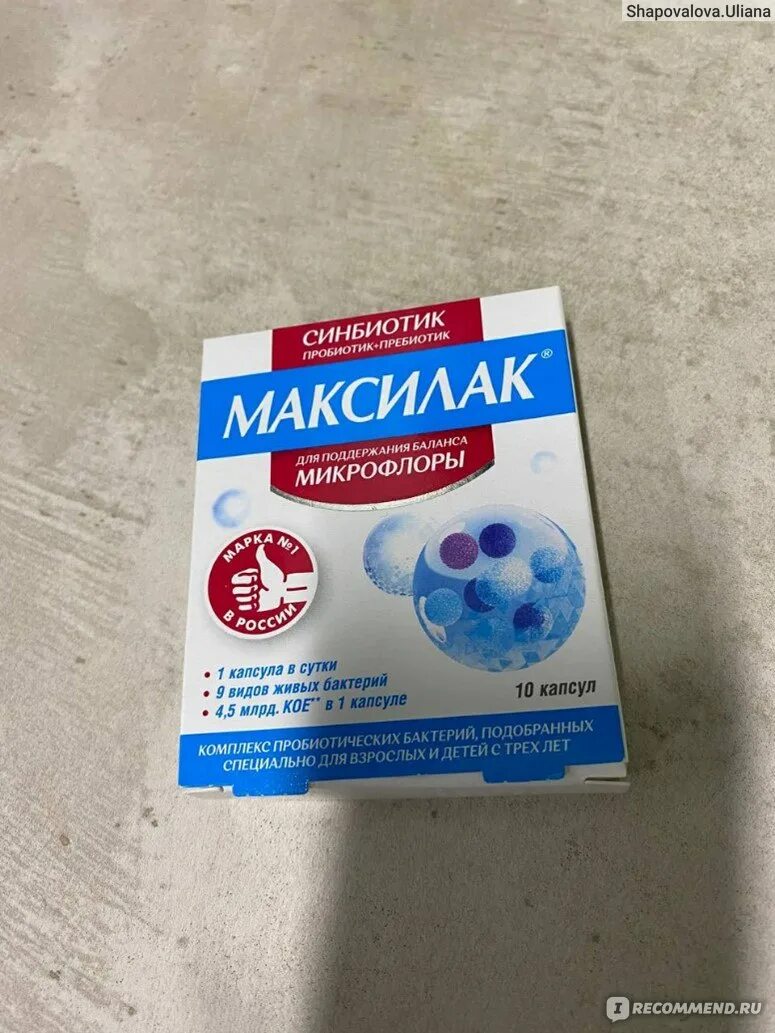 Shapovalova.Uliana
СИНБИОТИК
ПРОБИОТИК+ПРЕБИОТИК
МАКСИЛАК®
ДЛЯ ПОДДЕРЖАНИЯ БАЛАНСА
МИКРОФЛОРЫ
МАРКА №1
В РОССИИ
• 1 капсула в сутки
• 9 видов живых бактерий
• 4,5 млрд. КОЕ** в 1 капсуле
10 капсул
КОМПЛЕКС ПРОБИОТИЧЕСКИХ БАКТЕРИЙ, ПОДОБРАННЫХ
СПЕЦИАЛЬНО ДЛЯ ВЗРОСЛЫХ И ДЕТЕЙ С ТРЕХ ЛЕТ
IRECOMMEND.RU